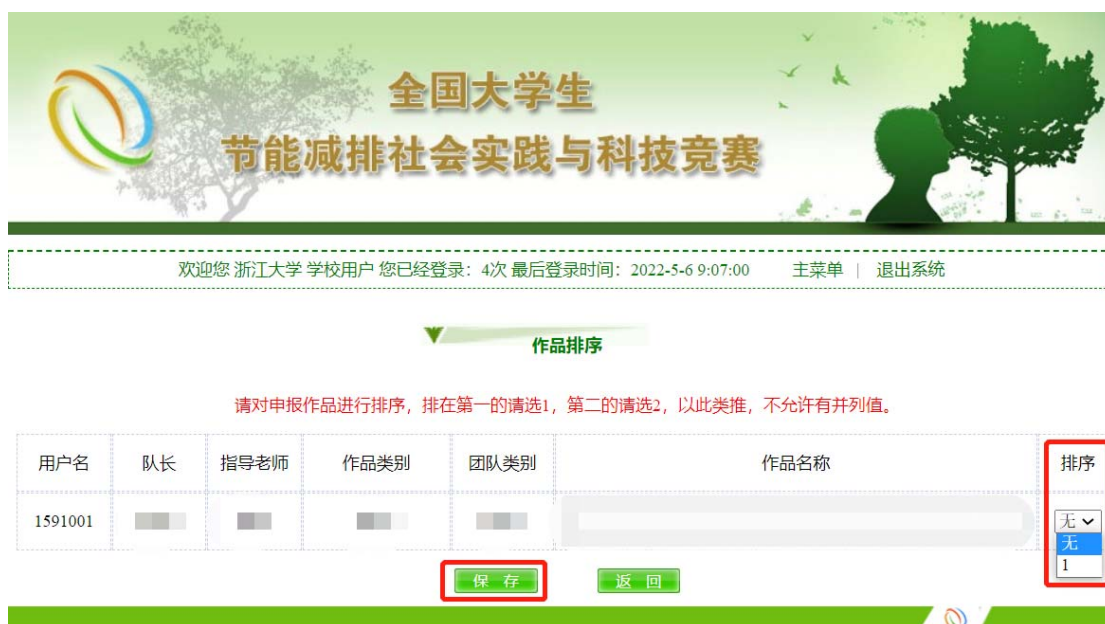 全国大学生
节能减排社会实践与科技竞赛
欢迎您 浙江大学 学校用户 您已经登录：4次 最后登录时间：2022-5-6 9:07:00 主菜单 | 退出系统
作品排序
请对申报作品进行排序，排在第一的请选1，第二的请选2，以此类推，不允许有并列值。
用户名 队长 指导老师 作品类别 团队类别 作品名称 排序
1591001 无
无
1
保 存 返 回